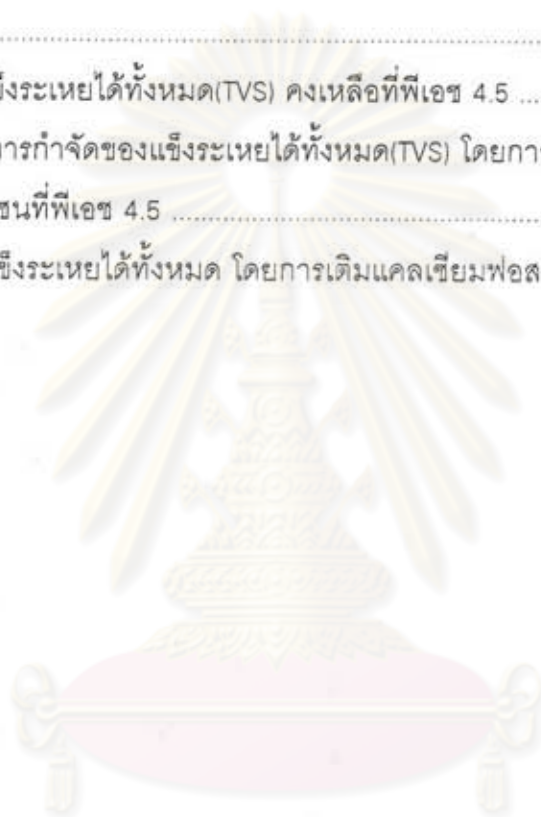 ข็งระเหยได้ทั้งหมด(TVS) คงเหลือที่พีเอช 4.5 ...
การกำจัดของแข็งระเหยได้ทั้งหมด(TVS) โดยการ
ซนที่พีเอช 4.5 ...............................................
ข็งระเหยได้ทั้งหมด โดยการเติมแคลเซียมฟอส